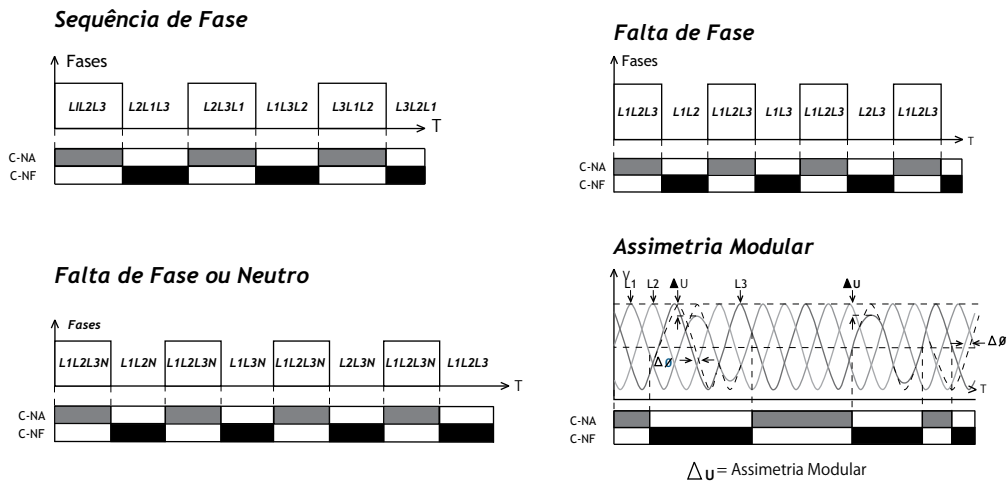 Sequência de Fase
Fases
LIL2L3 L2L1L3 L2L3L1 L1L3L2 L3L1L2 L3L2L1
T
C-NA
C-NF
Falta de Fase
Fases
L1L2L3 L1L2 L1L2L3 L1L3 L1L2L3 L2L3 L1L2L3
T
C-NA
C-NF
Falta de Fase ou Neutro
Fases
L1L2L3N L1L2N L1L2L3N L1L3N L1L2L3N L2L3N L1L2L3N L1L2L3
T
C-NA
C-NF
Assimetria Modular
V
L1 L2 ▲U L3 ▲U
Δø
Δø
T
C-NA
C-NF
△U = Assimetria Modular